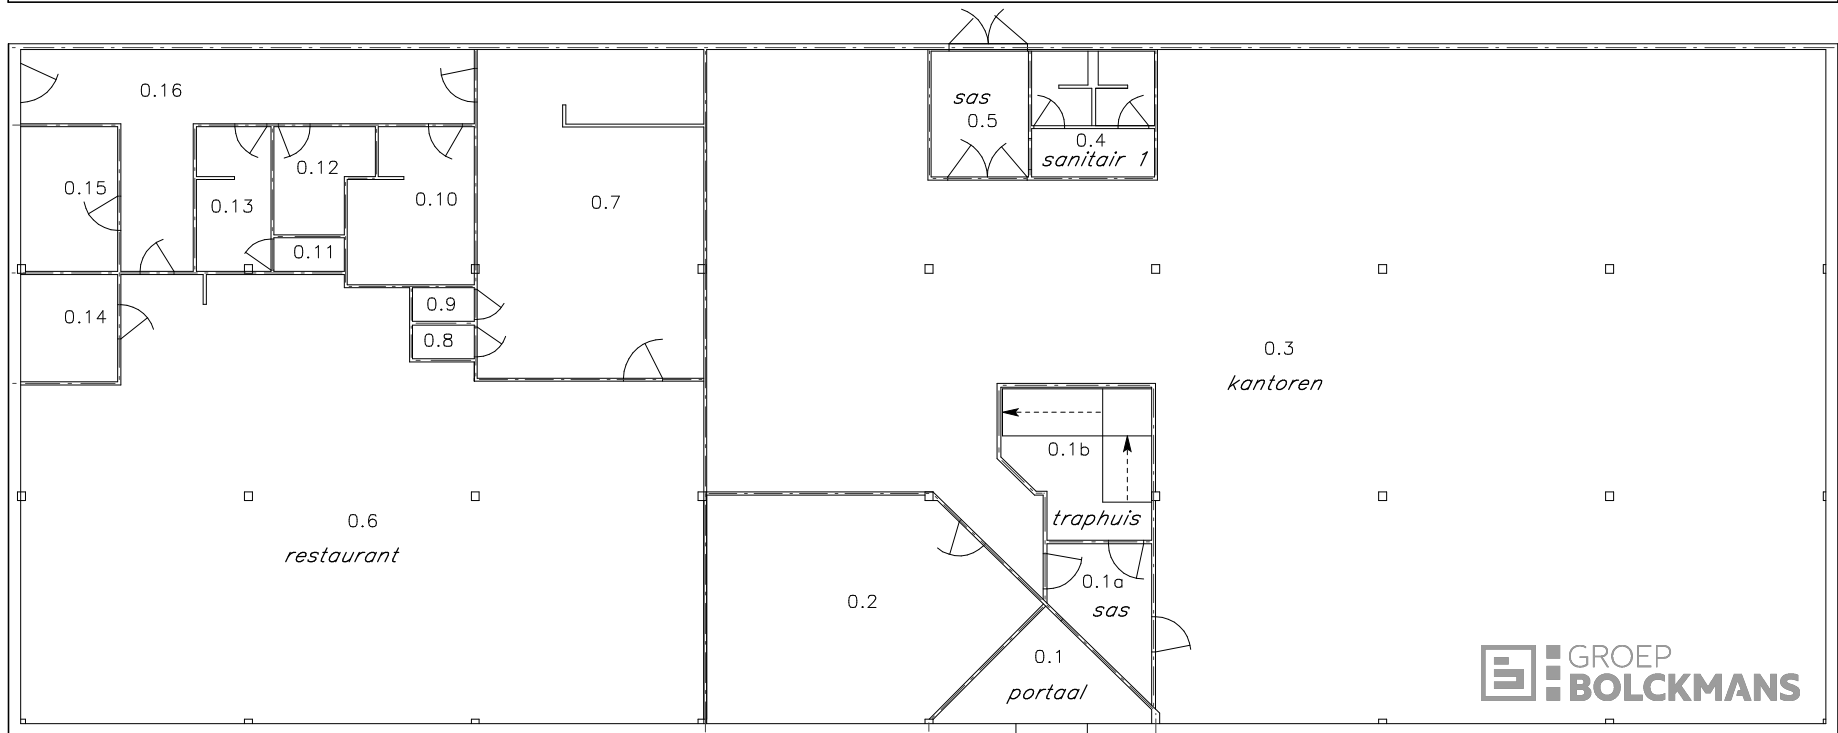 0.16
sas
0.5
0.4
sanitair 1
0.12
0.15
0.13
0.10
0.7
0.11
0.9
0.14
0.8
0.3
kantoren
0.1b
traphuis
0.6
restaurant
0.2
0.1a
sas
0.1
portaal
GROEP
BOLCKMANS